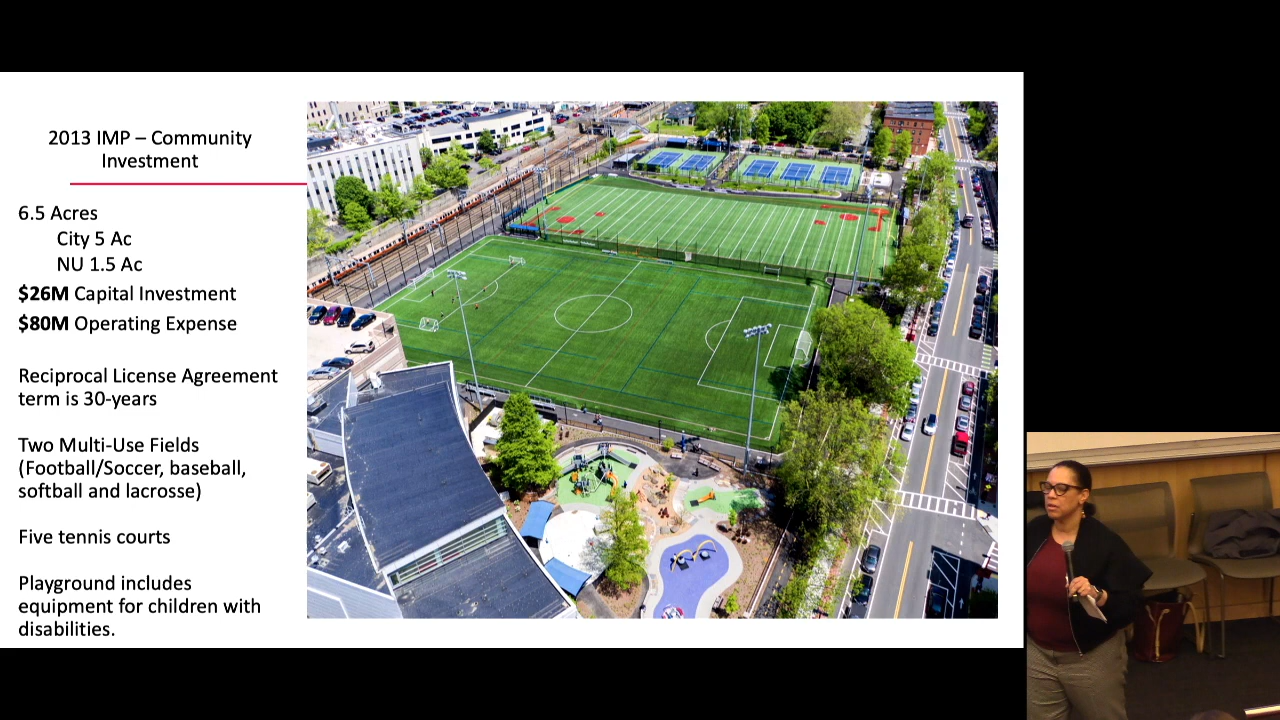 2013 IMP – Community
Investment
6.5 Acres
City 5 Ac
NU 1.5 Ac
$26M Capital Investment
$80M Operating Expense
Reciprocal License Agreement
term is 30-years
Two Multi-Use Fields
(Football/Soccer, baseball,
softball and lacrosse)
Five tennis courts
Playground includes
equipment for children with
disabilities.